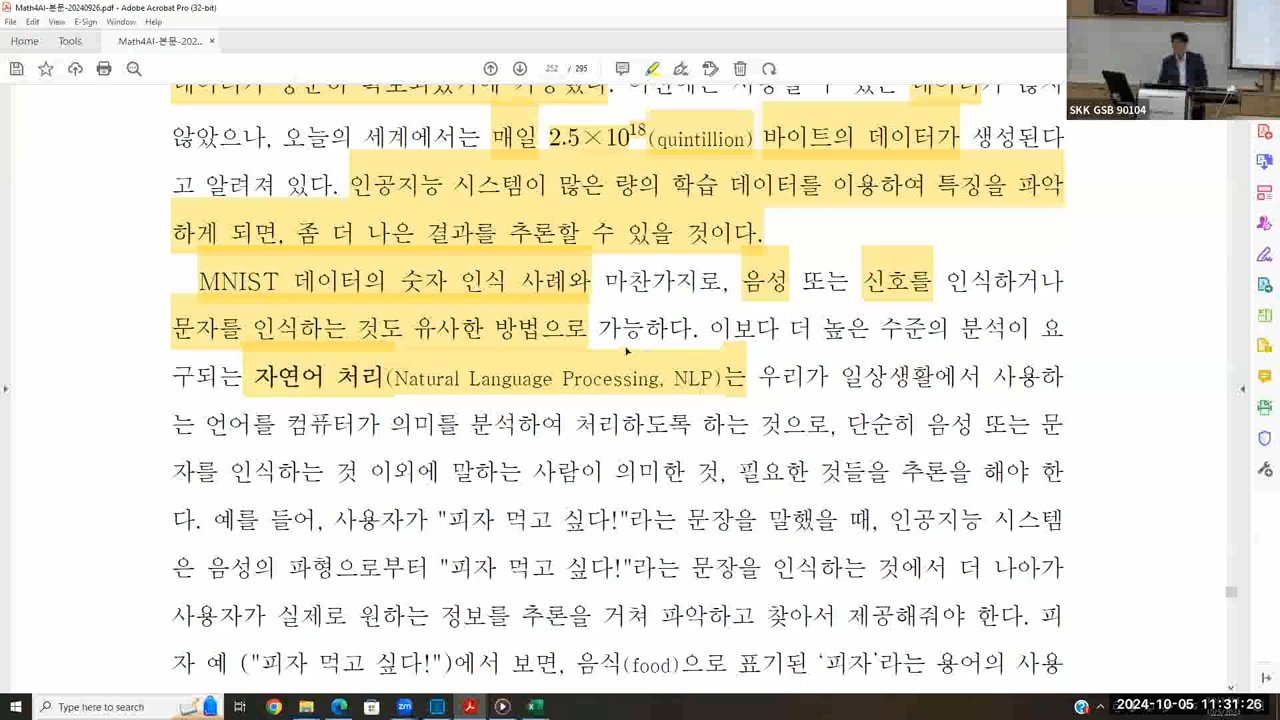 Math4AI-본문-20240926.pdf - Adobe Acrobat Pro (32-bit)
File Edit View E-Sign Window Help
Home Tools Math4AI-본문-202... ×
252 / 295
SKK GSB 90104
않았으나, 오늘의 세계에서는 매일 2.5×10¹⁸(quintillion) 바이트의 데이터가 생성된다
고 알려져 있다. 인공지능 시스템이 많은 량의 학습 데이터를 이용하여 특징을 파악
하게 되면, 좀 더 나은 결과를 추론할 수 있을 것이다.
MNIST 데이터의 숫자 인식 사례와 마찬가지로, 음성 또는 신호를 인식하거나
문자를 인식하는 것도 유사한 방법으로 가능하다. 이보다 더 높은 수준의 분석이 요
구되는 자연어 처리(Natural Language Processing, NLP)는 우리가 일상생활에서 사용하
는 언어를 컴퓨터가 의미를 분석하여 처리하도록 하는 것으로, 단순히 음성 또는 문
자를 인식하는 것 이외에 말하는 사람이 의미한 것, 필요한 것들을 추론을 해야 한
다. 예를 들어, 사용자가 "피자 먹고 싶다!"라는 문장을 말했을 때, 인공지능 시스템
은 음성의 파형으로부터 "피자 먹고 싶다!"라는 문장을 인식하는 것에서 더 나아가
사용자가 실제로 원하는 정보를 추론을 거쳐 파악하고 찾아서 제공해줘야 한다. 피
자 예 ("피자 먹고 싶다!")에서 보면, 음식(food)으로 표기된 ‘피자’라는 용어의 사용
Type here to search
zm
2024-10-05 11:31:26